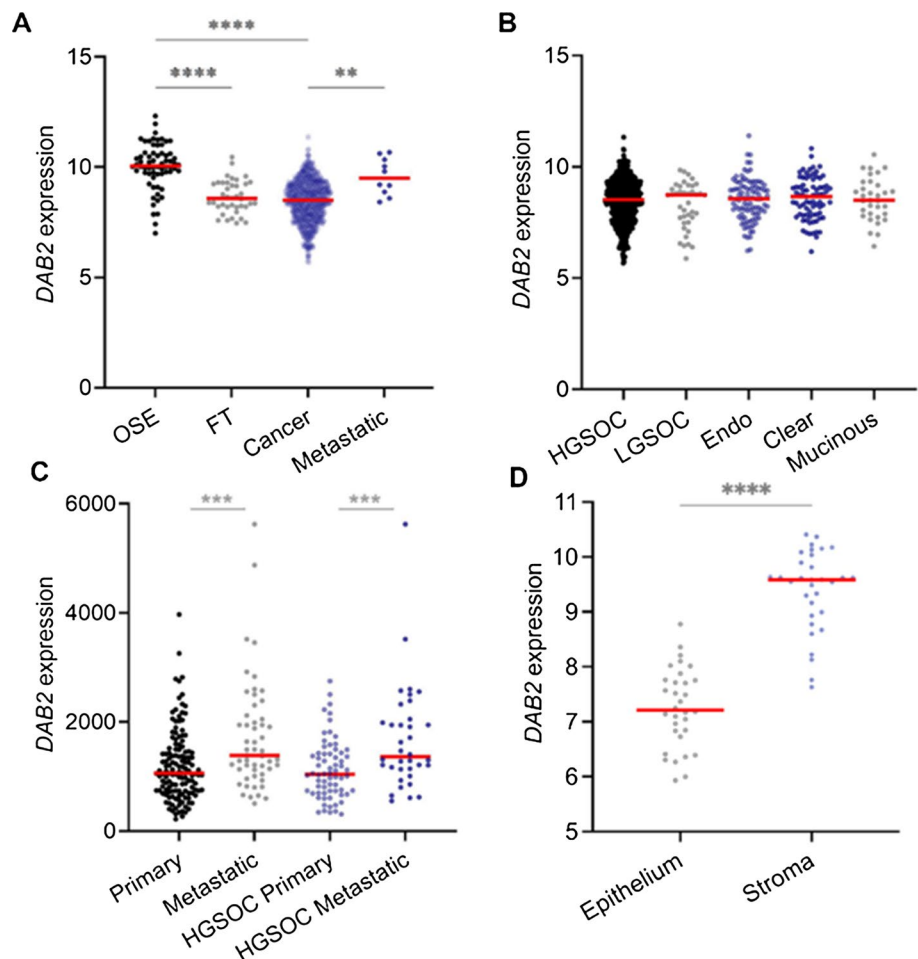 A
****
****
**
15
10
5
0
DAB2 expression
OSE
FT
Cancer
Metastatic
B
15
10
5
0
DAB2 expression
HGSOC
LGSOC
Endo
Clear
Mucinous
C
***
***
6000
4000
2000
0
DAB2 expression
Primary
Metastatic
HGSOC Primary
HGSOC Metastatic
D
****
11
10
9
8
7
6
5
DAB2 expression
Epithelium
Stroma